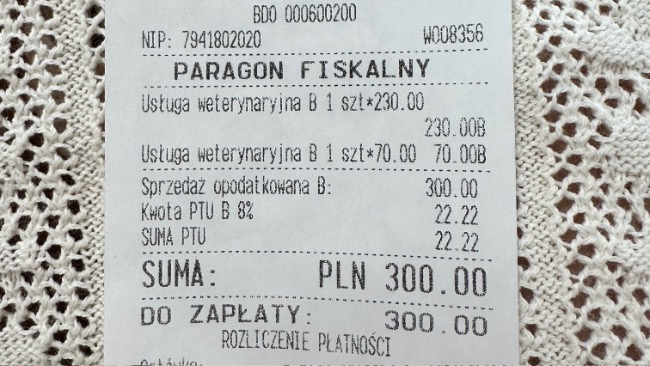 BDO 000600200
NIP: 7941802020 W008356
PARAGON FISKALNY
Usługa weterynaryjna B 1 szt*230.00
230.00B
Usługa weterynaryjna B 1 szt*70.00 70.00B
Sprzedaż opodatkowana B: 300.00
Kwota PTU B 8% 22.22
SUMA PTU 22.22
SUMA: PLN 300.00
DO ZAPŁATY: 300.00
ROZLICZENIE PŁATNOŚCI